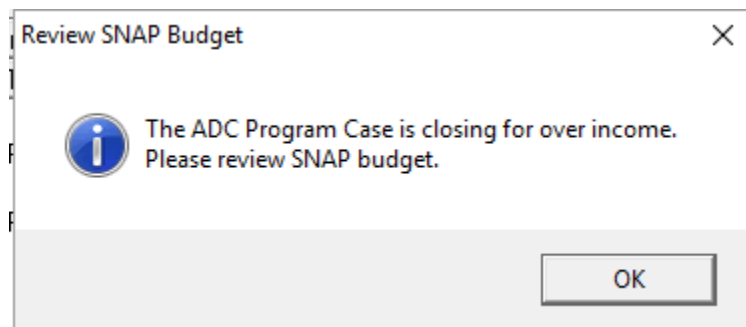 Review SNAP Budget
The ADC Program Case is closing for over income.
Please review SNAP budget.
OK